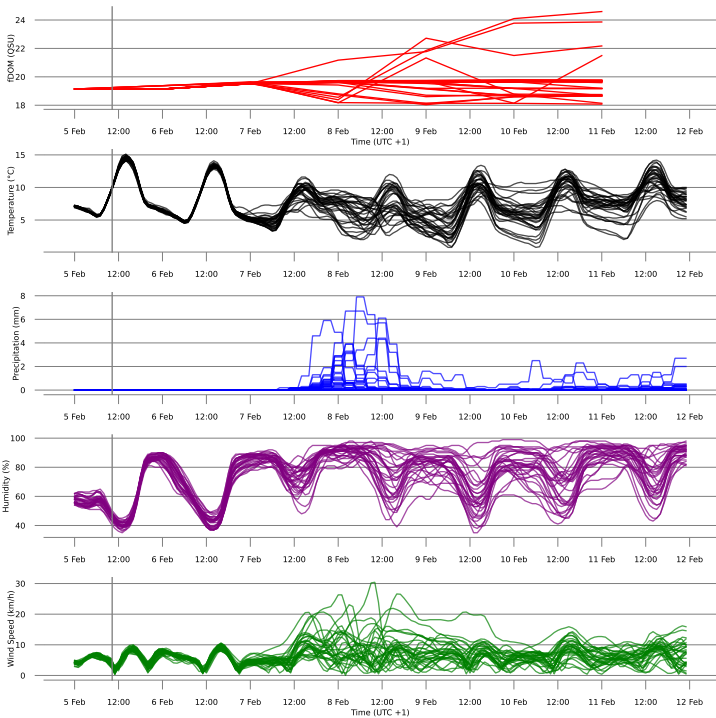 fDOM (QSU)
24
22
20
18
5 Feb 12:00 6 Feb 12:00 7 Feb 12:00 8 Feb 12:00 9 Feb 12:00 10 Feb 12:00 11 Feb 12:00 12 Feb
Time (UTC +1)
Temperature (°C)
15
10
5
5 Feb 12:00 6 Feb 12:00 7 Feb 12:00 8 Feb 12:00 9 Feb 12:00 10 Feb 12:00 11 Feb 12:00 12 Feb
Precipitation (mm)
8
6
4
2
0
5 Feb 12:00 6 Feb 12:00 7 Feb 12:00 8 Feb 12:00 9 Feb 12:00 10 Feb 12:00 11 Feb 12:00 12 Feb
Humidity (%)
100
80
60
40
5 Feb 12:00 6 Feb 12:00 7 Feb 12:00 8 Feb 12:00 9 Feb 12:00 10 Feb 12:00 11 Feb 12:00 12 Feb
Wind Speed (km/h)
30
20
10
0
5 Feb 12:00 6 Feb 12:00 7 Feb 12:00 8 Feb 12:00 9 Feb 12:00 10 Feb 12:00 11 Feb 12:00 12 Feb
Time (UTC +1)